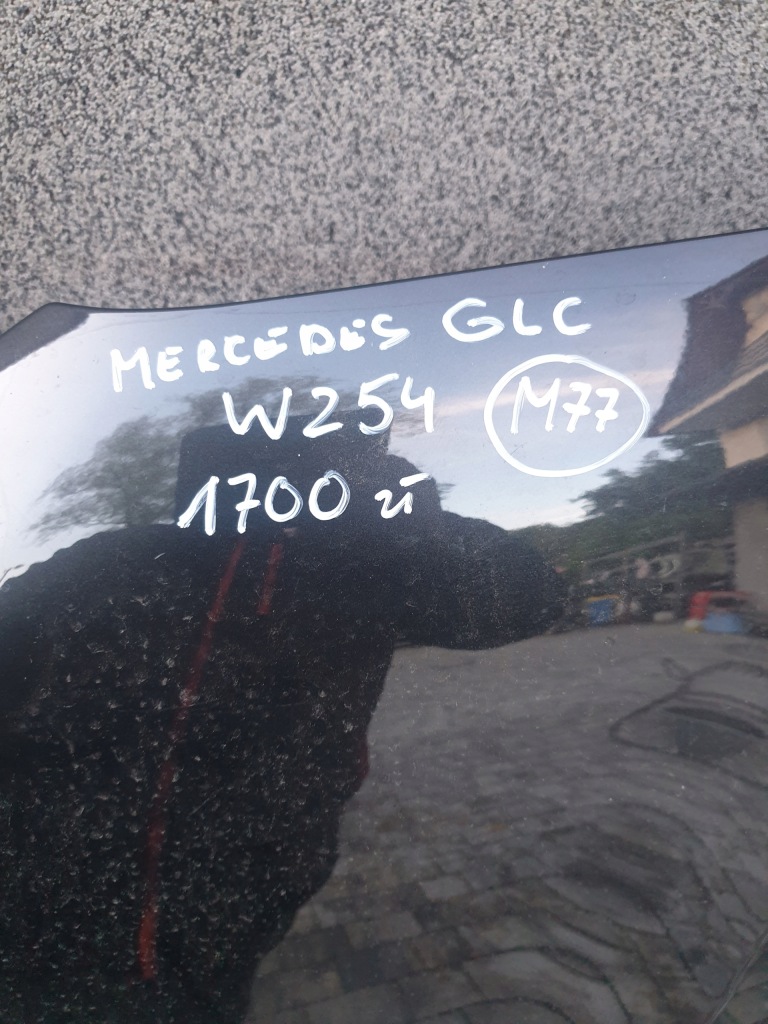 MERCEDES GLC
W254 M77
1700 zł